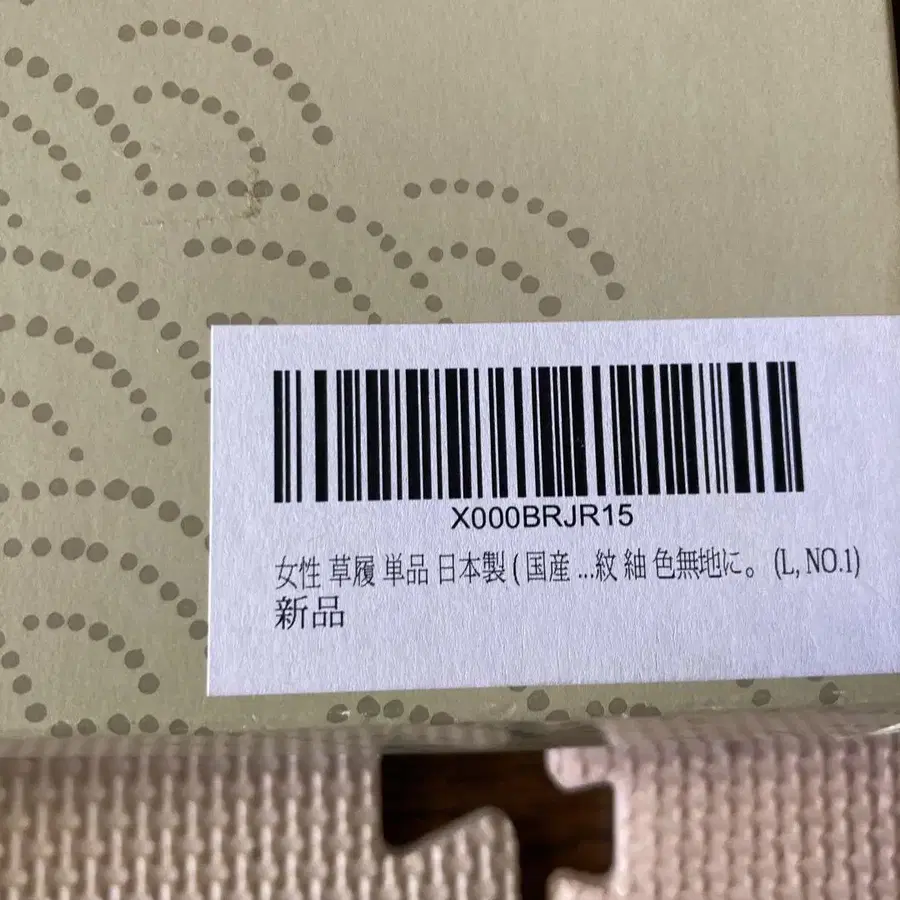 X000BRJR15
女性 草履 単品 日本製 ( 国産 ...紋 紬 色無地に。 (L, NO.1)
新品